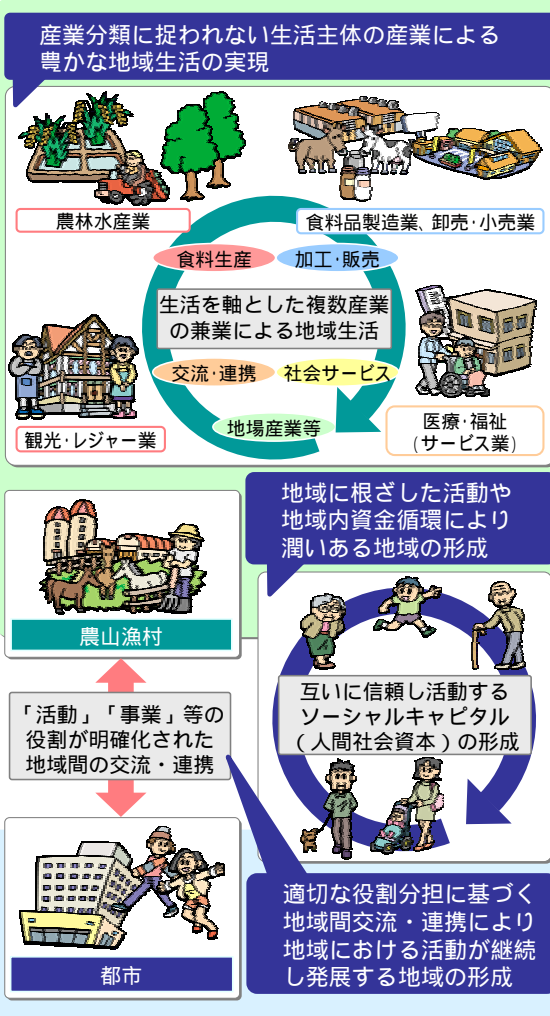 産業分類に捉われない生活主体の産業による
豊かな地域生活の実現
農林水産業
食料品製造業、卸売・小売業
食料生産
加工・販売
生活を軸とした複数産業
の兼業による地域生活
交流・連携
社会サービス
地場産業等
観光・レジャー業
医療・福祉
(サービス業)
地域に根ざした活動や
地域内資金循環により
潤いある地域の形成
農山漁村
互いに信頼し活動する
ソーシャルキャピタル
(人間社会資本)の形成
「活動」「事業」等の
役割が明確化された
地域間の交流・連携
都市
適切な役割分担に基づく
地域間交流・連携により
地域における活動が継続
し発展する地域の形成